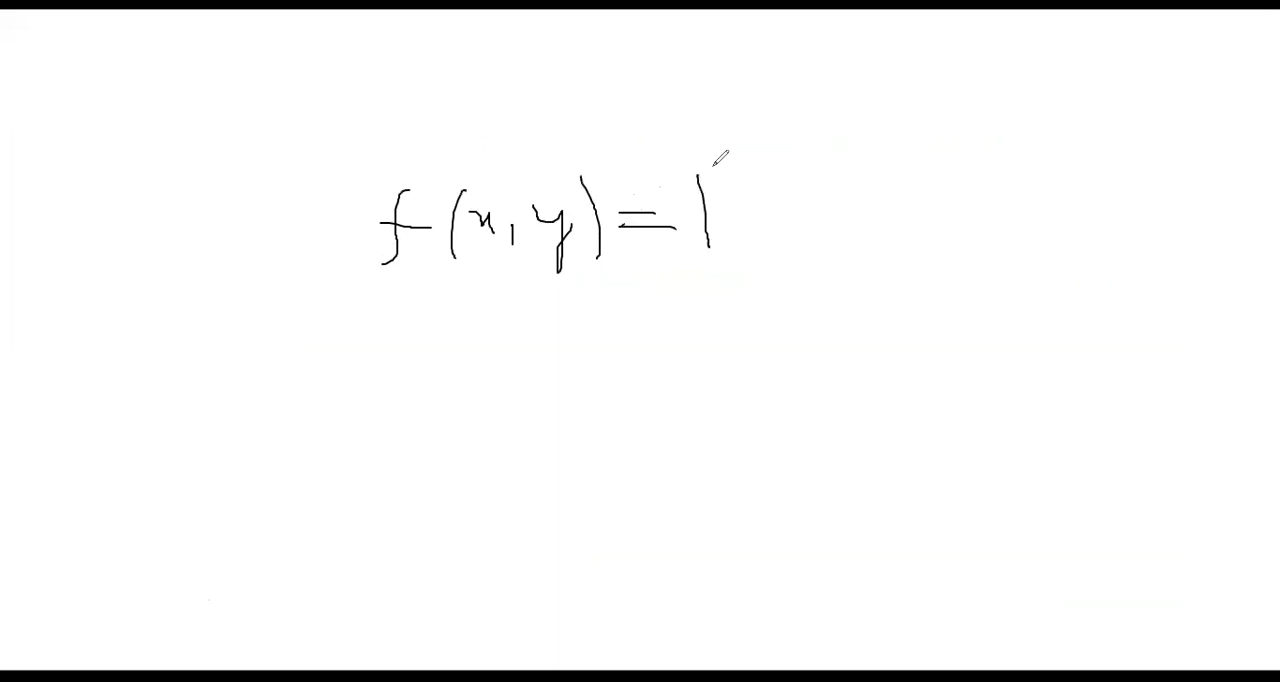 f(x, y) = |